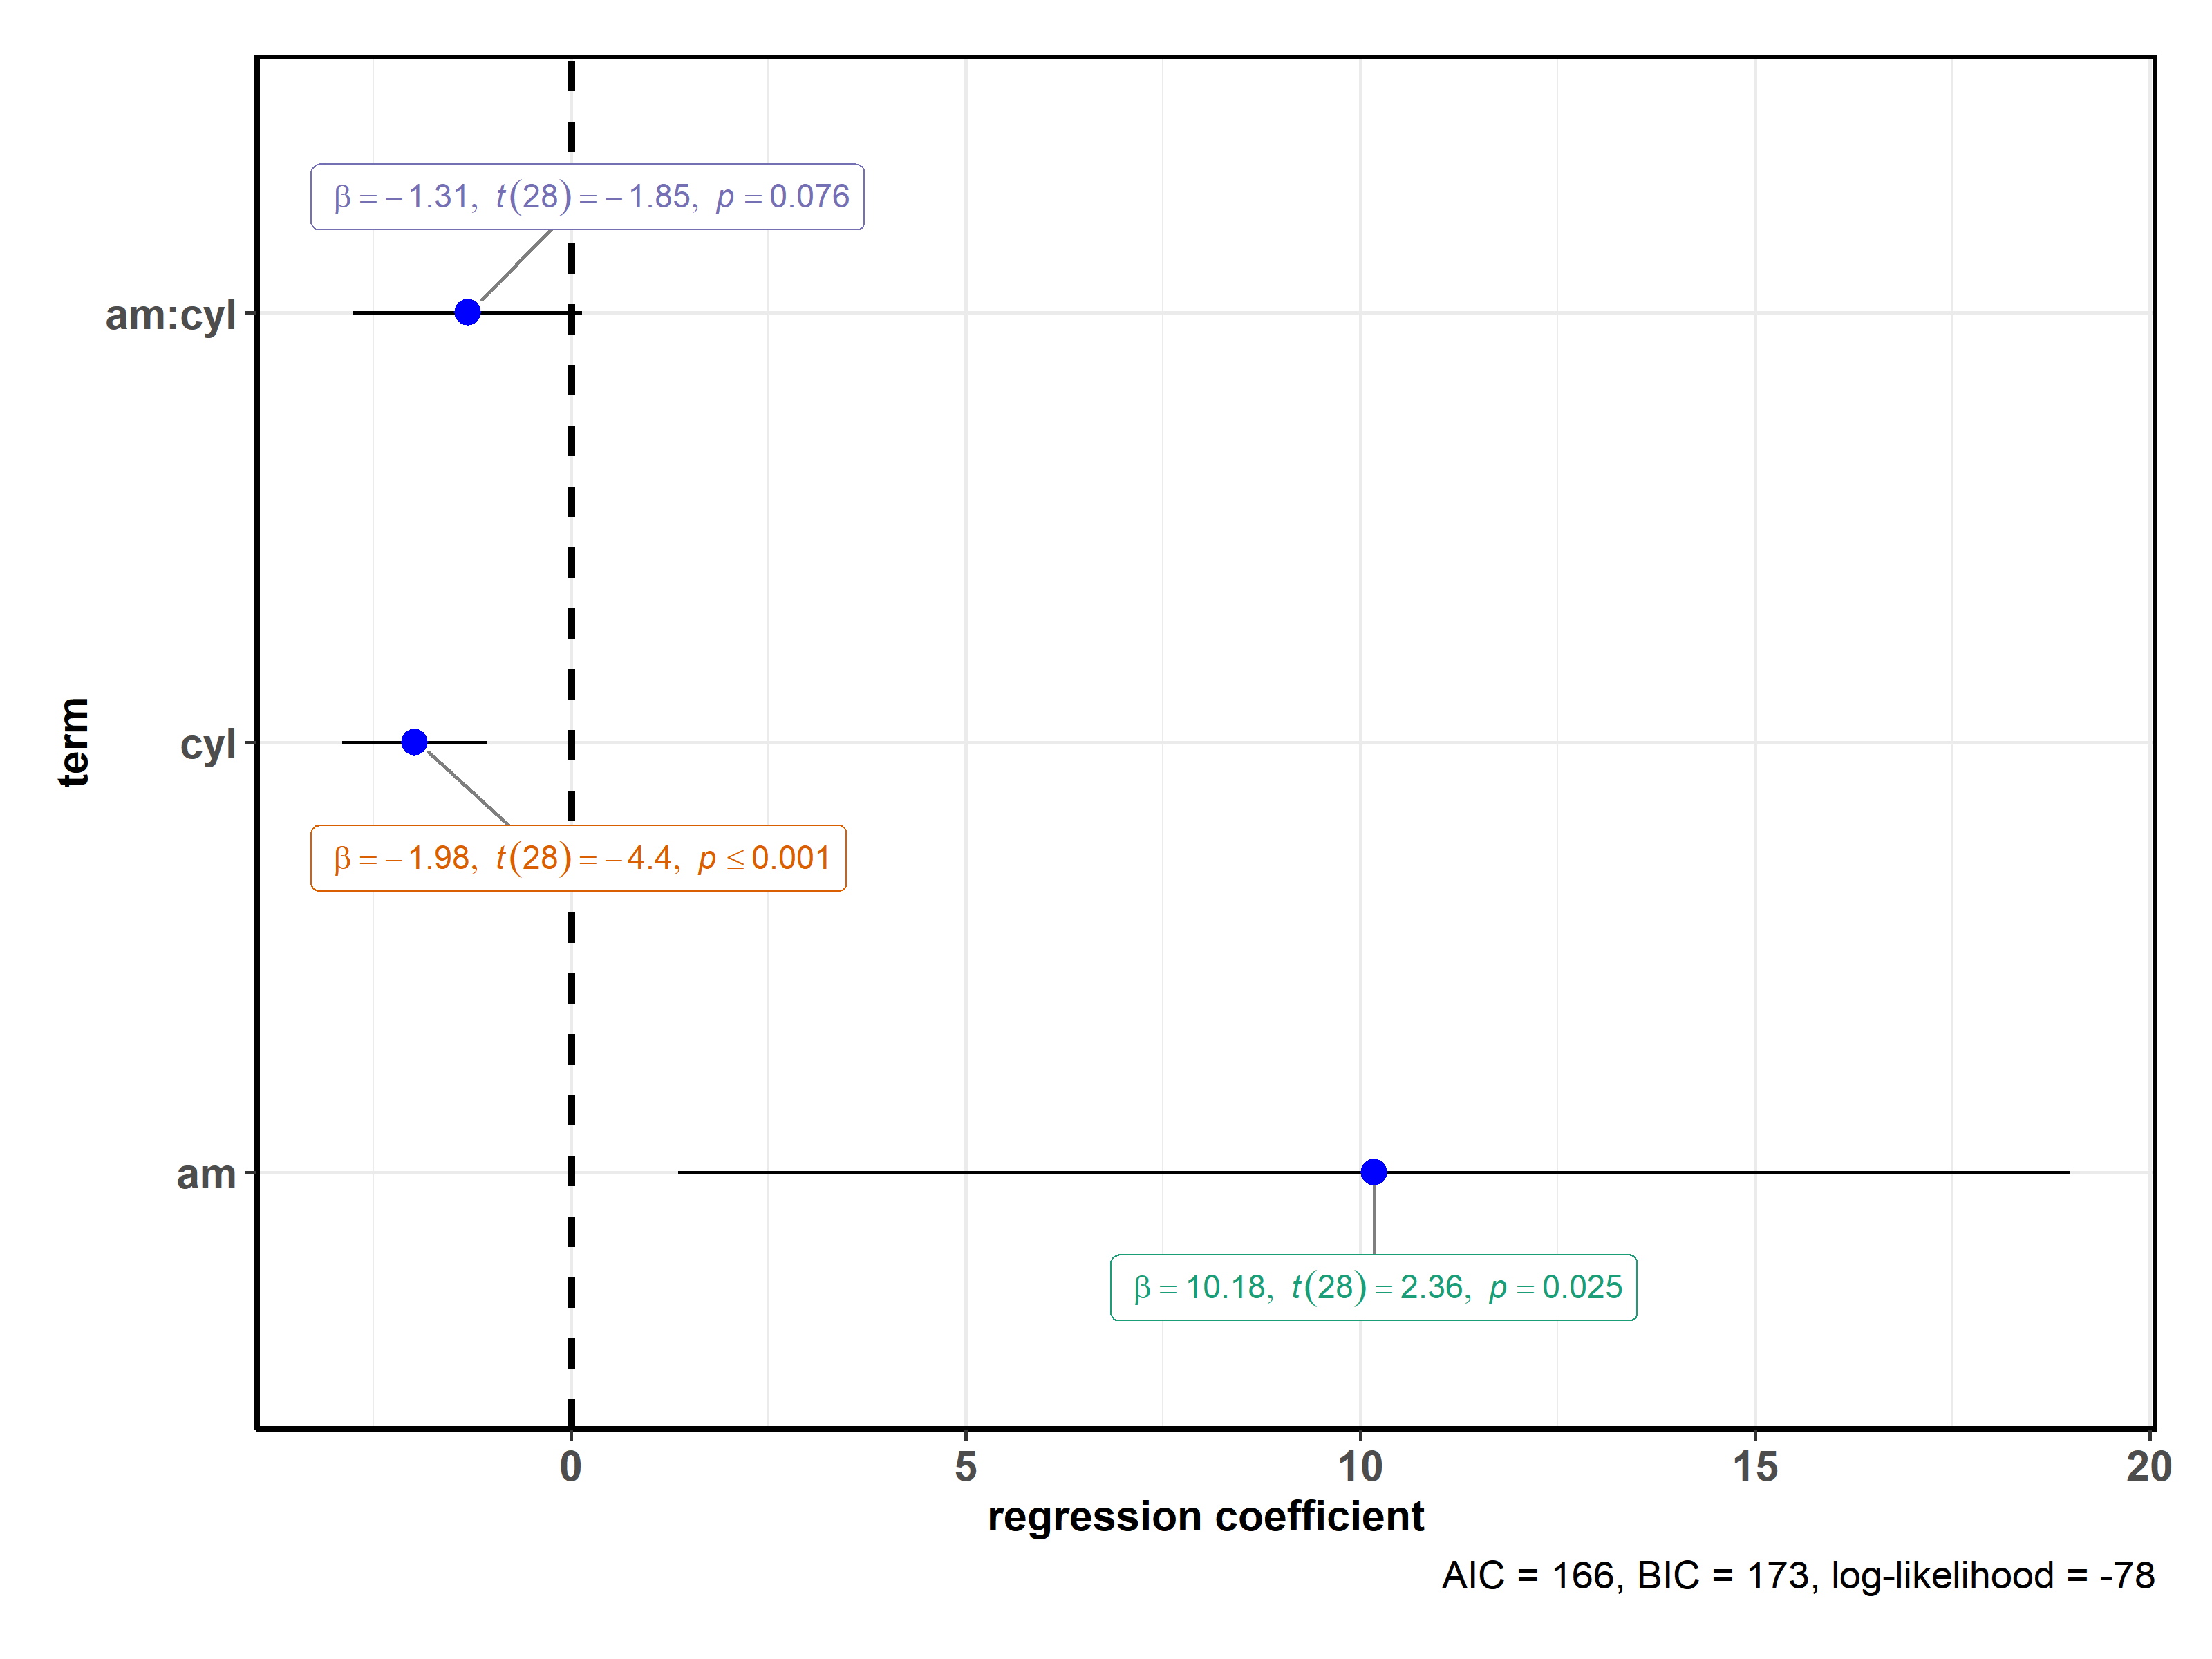 β = −1.31, t(28) = −1.85, p = 0.076
am:cyl
term
cyl
β = −1.98, t(28) = −4.4, p ≤ 0.001
am
β = 10.18, t(28) = 2.36, p = 0.025
0 5 10 15 20
regression coefficient
AIC = 166, BIC = 173, log-likelihood = -78